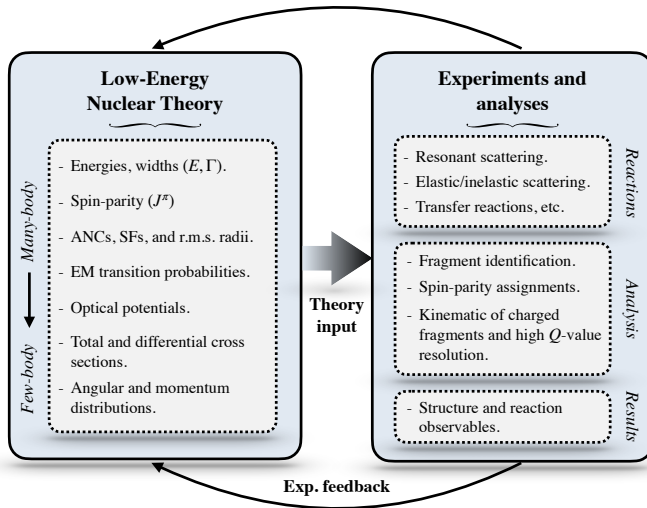 Low-Energy
Nuclear Theory
Many-body
Few-body
- Energies, widths (E, Γ).
- Spin-parity (J^π)
- ANCs, SFs, and r.m.s. radii.
- EM transition probabilities.
- Optical potentials.
- Total and differential cross
sections.
- Angular and momentum
distributions.
Theory
input
Experiments and
analyses
- Resonant scattering.
- Elastic/inelastic scattering.
- Transfer reactions, etc.
Reactions
- Fragment identification.
- Spin-parity assignments.
- Kinematic of charged
fragments and high Q-value
resolution.
Analysis
- Structure and reaction
observables.
Results
Exp. feedback